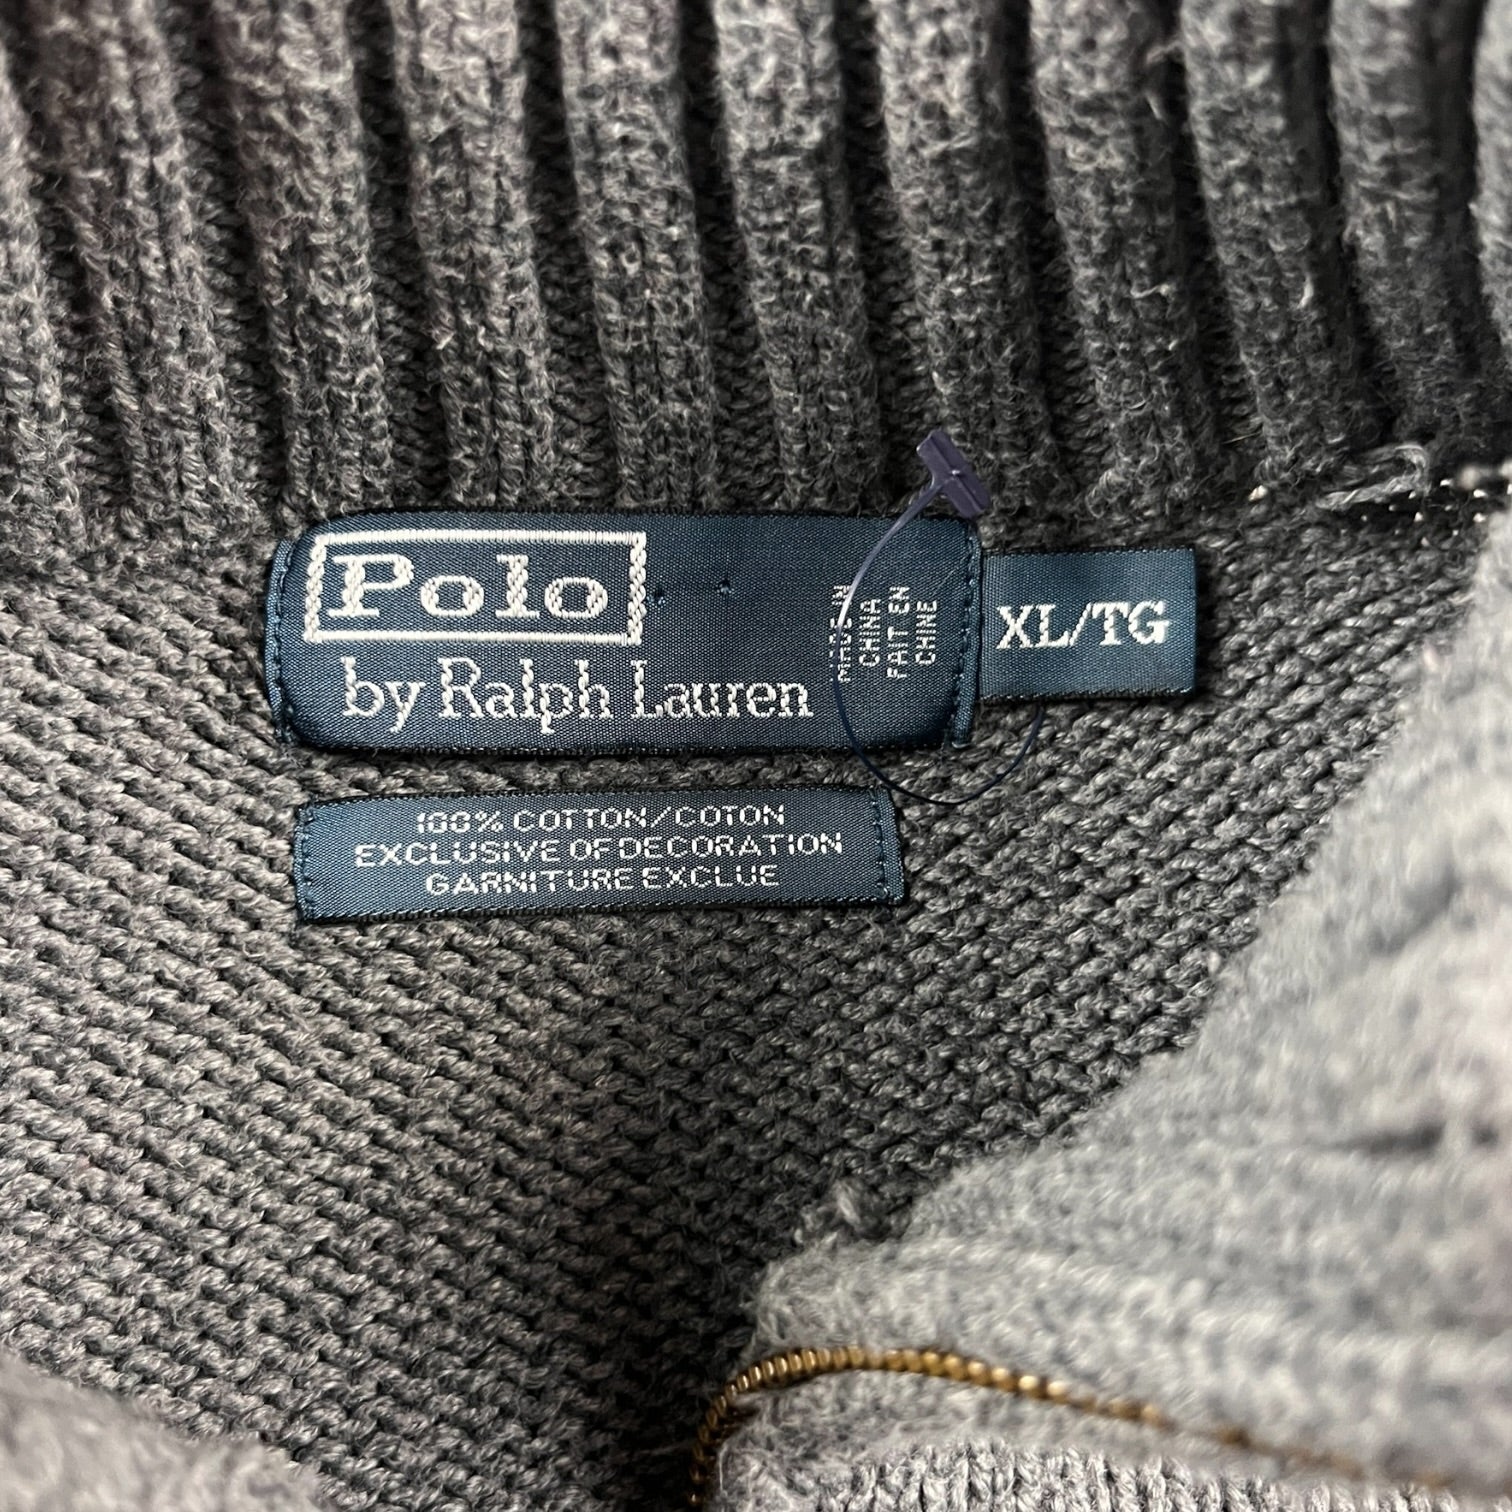 Polo
by Ralph Lauren
MADE IN
CHINA
FAIT EN
CHINE
XL/TG
100% COTTON/COTON
EXCLUSIVE OF DECORATION
GARNITURE EXCLUE